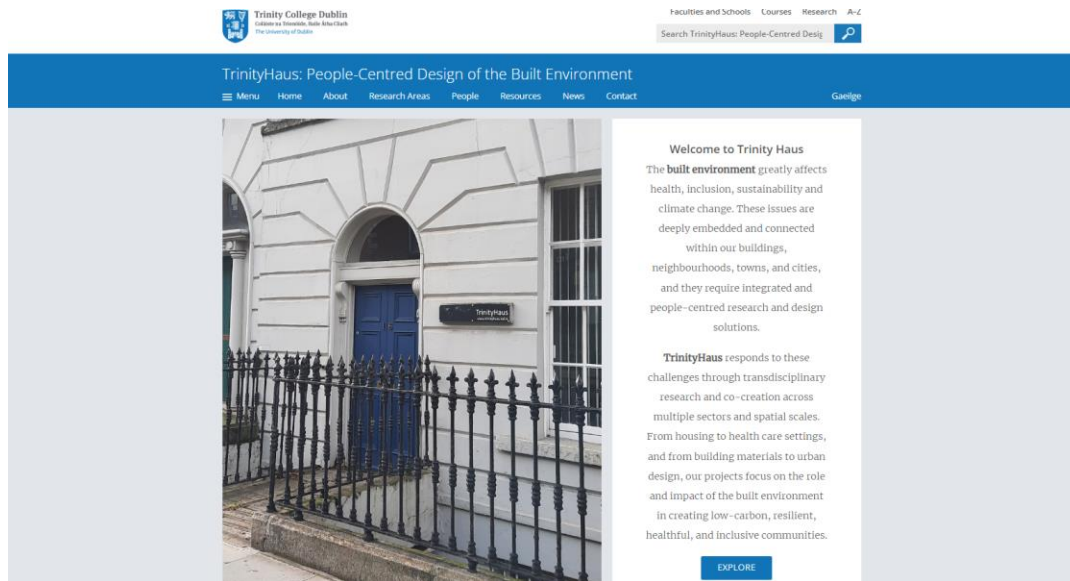 Trinity College Dublin
Coláiste na Tríonóide, Baile Átha Cliath
The University of Dublin
Faculties and Schools Courses Research A-Z
Search TrinityHaus: People-Centred Desig
TrinityHaus: People-Centred Design of the Built Environment
Menu Home About Research Areas People Resources News Contact Gaeilge
TrinityHaus
Welcome to Trinity Haus
The built environment greatly affects
health, inclusion, sustainability and
climate change. These issues are
deeply embedded and connected
within our buildings,
neighbourhoods, towns, and cities,
and they require integrated and
people-centred research and design
solutions.
TrinityHaus responds to these
challenges through transdisciplinary
research and co-creation across
multiple sectors and spatial scales.
From housing to health care settings,
and from building materials to urban
design, our projects focus on the role
and impact of the built environment
in creating low-carbon, resilient,
healthful, and inclusive communities.
EXPLORE